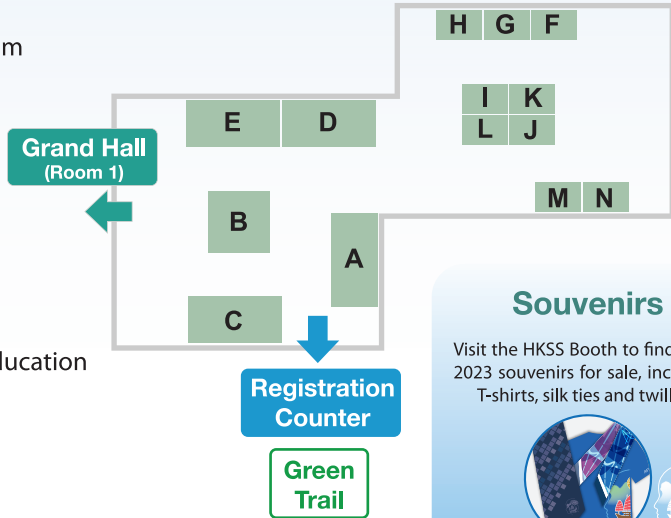 H G F
m
I K
E D
L J
Grand Hall
(Room 1)
M N
B
A
Souvenirs
C
Visit the HKSS Booth to find
2023 souvenirs for sale, inc
T-shirts, silk ties and twill
ucation
Registration
Counter
Green
Trail